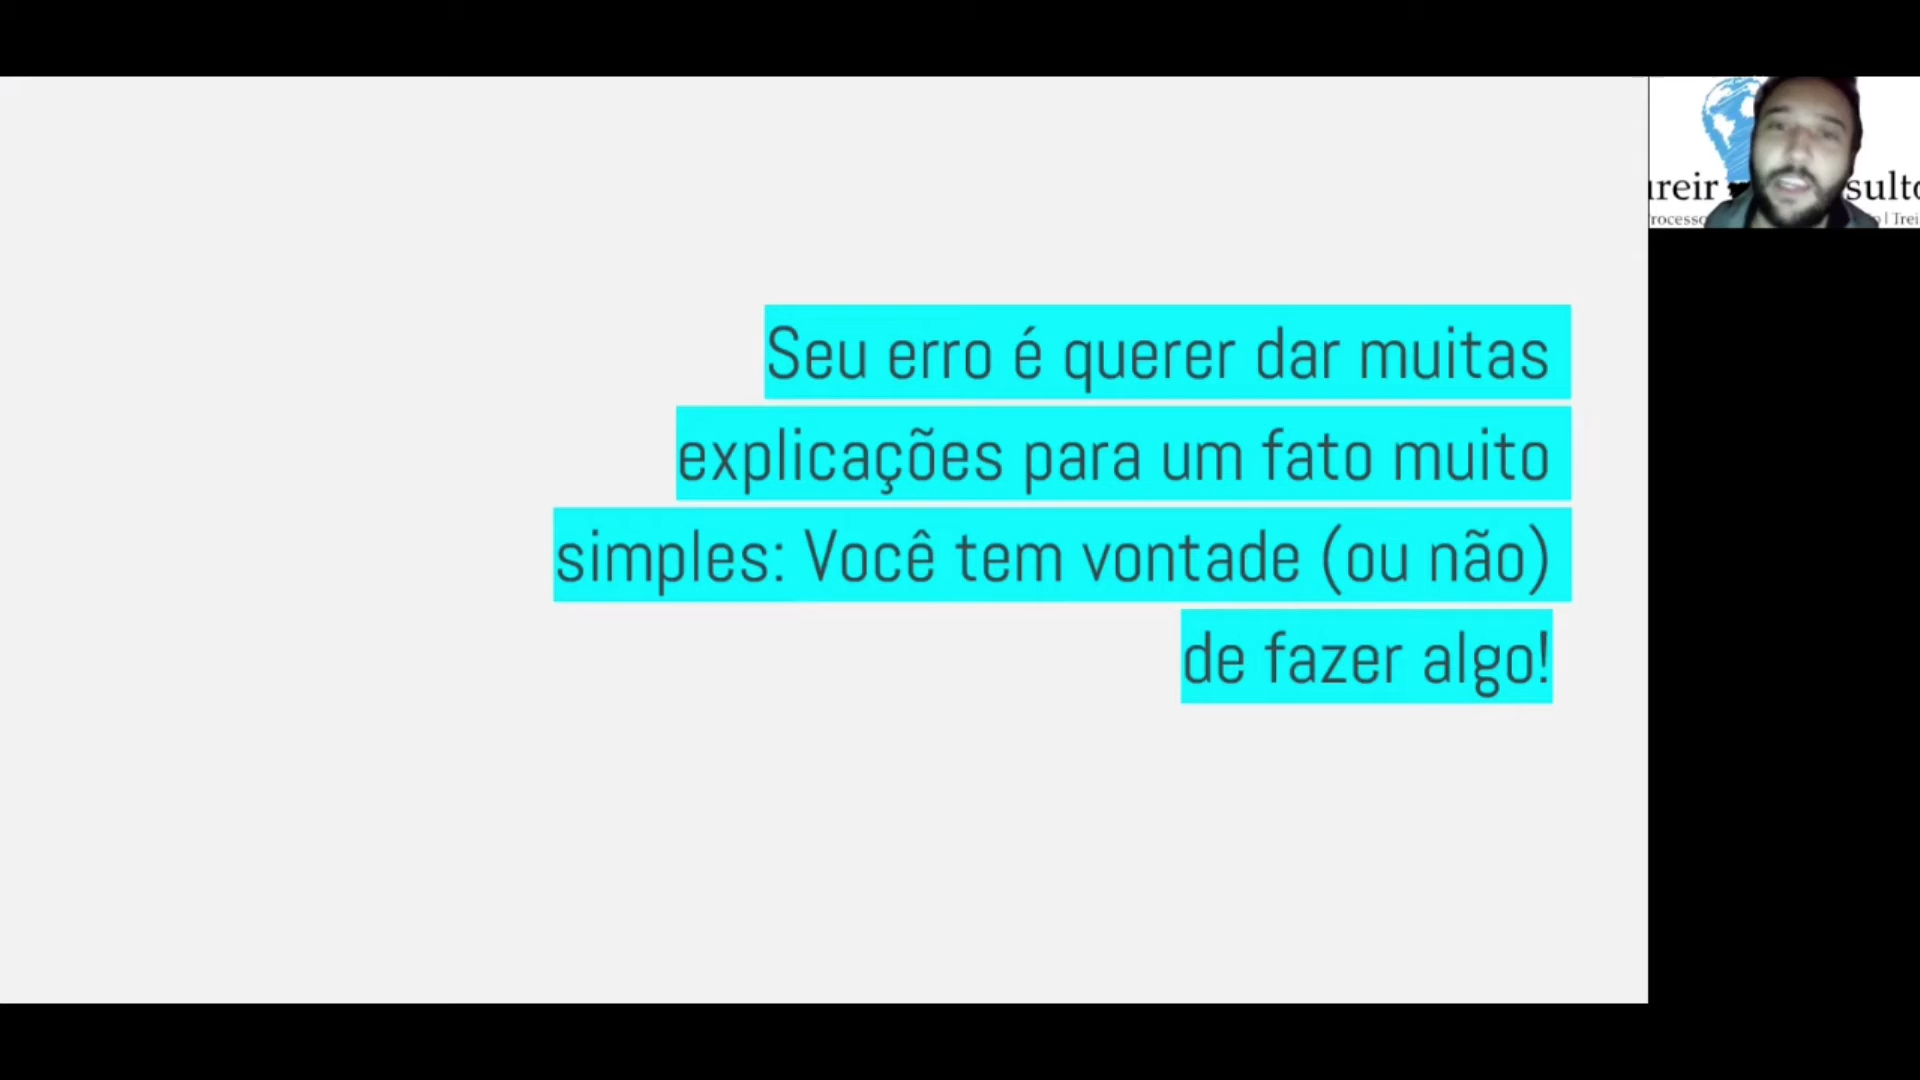 Seu erro é querer dar muitas
explicações para um fato muito
simples: Você tem vontade (ou não)
de fazer algo!